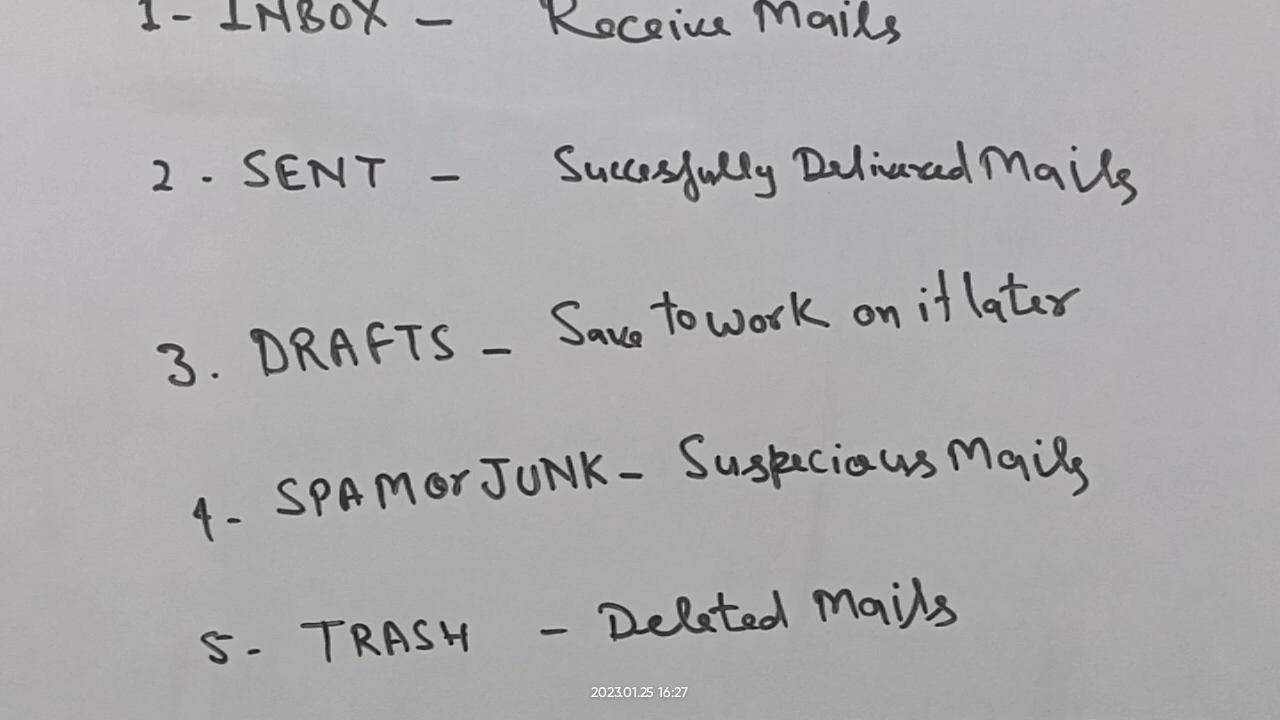 1- INBOX - Receive Mails
2. SENT - Succesfully Delivered Mails
3. DRAFTS - Save to work on it later
4- SPAM or JUNK - Suspecious Mails
5- TRASH - Deleted Mails
2023.01.25 16:27